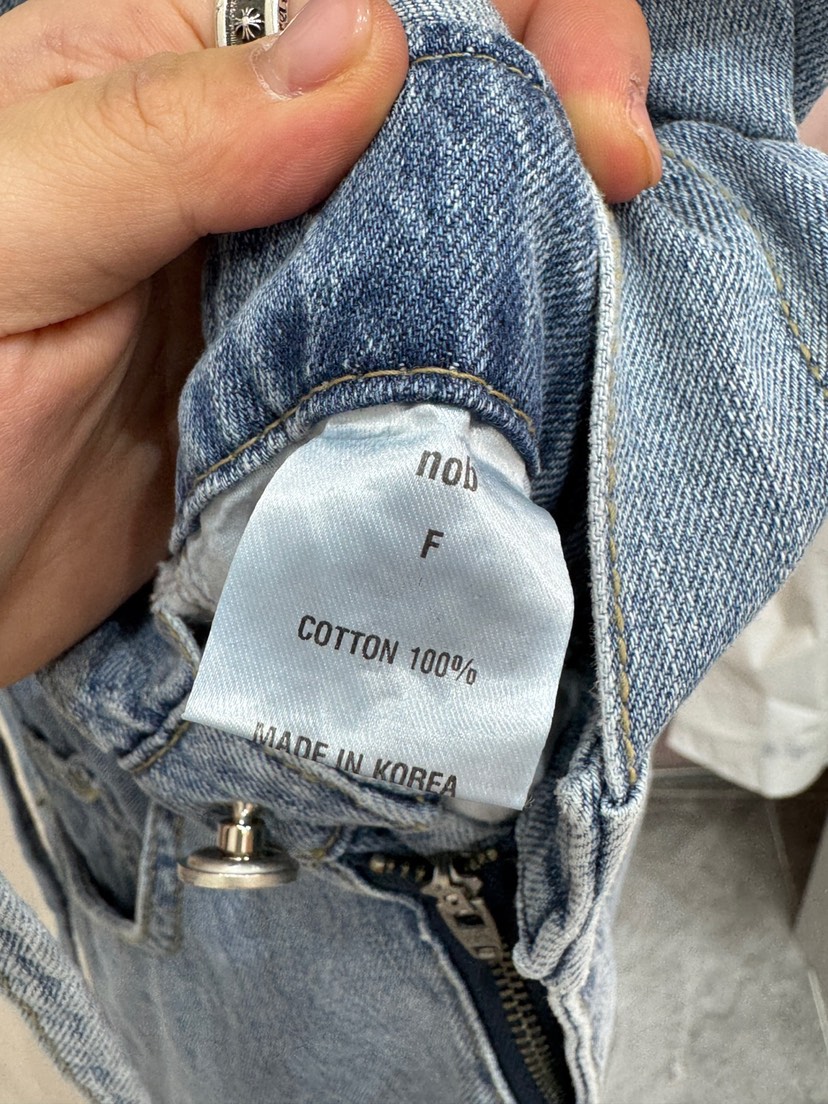 nob
F
COTTON 100%
MADE IN KOREA